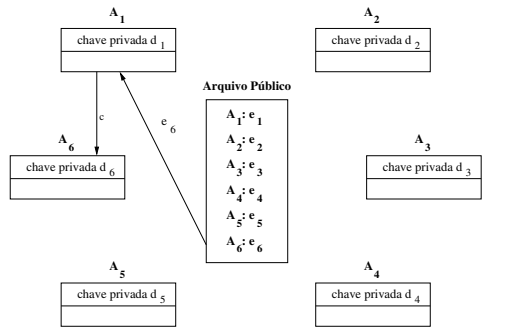 A1
A2
chave privada d1
chave privada d2
Arquivo Público
c
e6
A1: e1
A2: e2
A3: e3
A4: e4
A5: e5
A6: e6
A6
chave privada d6
A3
chave privada d3
A5
chave privada d5
A4
chave privada d4